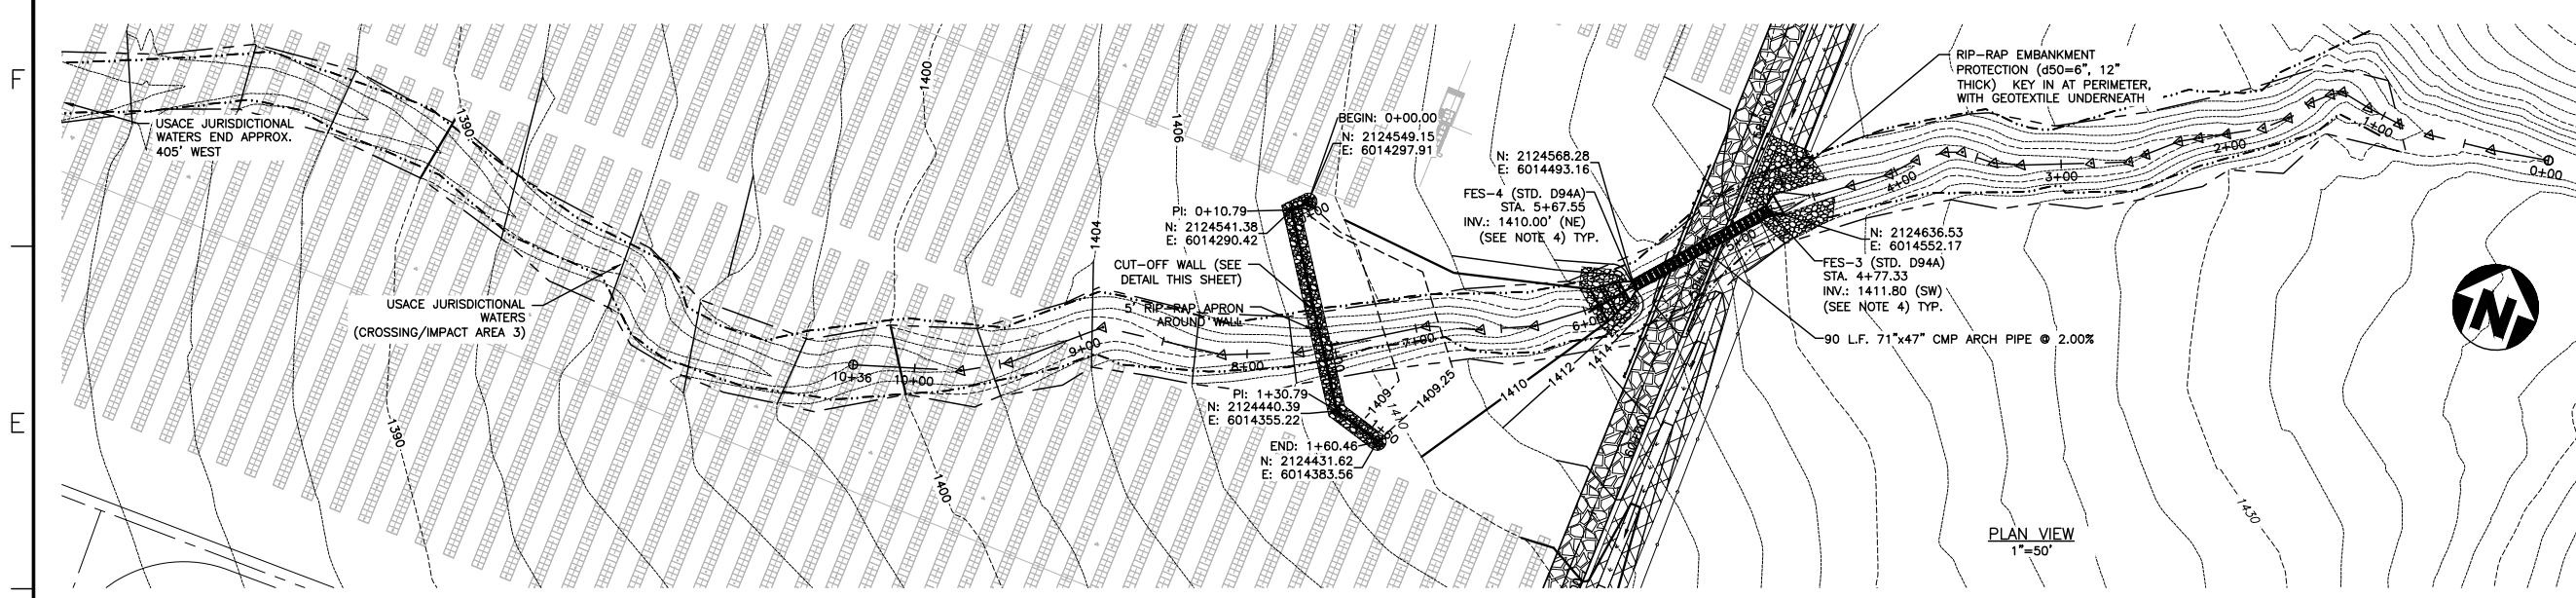 F
E
USACE JURISDICTIONAL
WATERS END APPROX.
405' WEST
USACE JURISDICTIONAL
WATERS
(CROSSING/IMPACT AREA 3)
1390
1390
1400
1400
1404
1406
BEGIN: 0+00.00
N: 2124549.15
E: 6014297.91
PI: 0+10.79
N: 2124541.38
E: 6014290.42
CUT-OFF WALL (SEE
DETAIL THIS SHEET)
5' RIP-RAP APRON
AROUND WALL
PI: 1+30.79
N: 2124440.39
E: 6014355.22
END: 1+60.46
N: 2124431.62
E: 6014383.56
N: 2124568.28
E: 6014493.16
FES-4 (STD. D94A)
STA. 5+67.55
INV.: 1410.00' (NE)
(SEE NOTE 4) TYP.
1409
1409.25
1410
1410
1412
1414
RIP-RAP EMBANKMENT
PROTECTION (d50=6", 12"
THICK) KEY IN AT PERIMETER,
WITH GEOTEXTILE UNDERNEATH
N: 2124636.53
E: 6014552.17
FES-3 (STD. D94A)
STA. 4+77.33
INV.: 1411.80 (SW)
(SEE NOTE 4) TYP.
90 L.F. 71"x47" CMP ARCH PIPE @ 2.00%
10+36
10+00
9+00
8+00
7+00
6+00
5+00
4+00
3+00
2+00
1+00
0+00
1430
N
PLAN VIEW
1"=50'